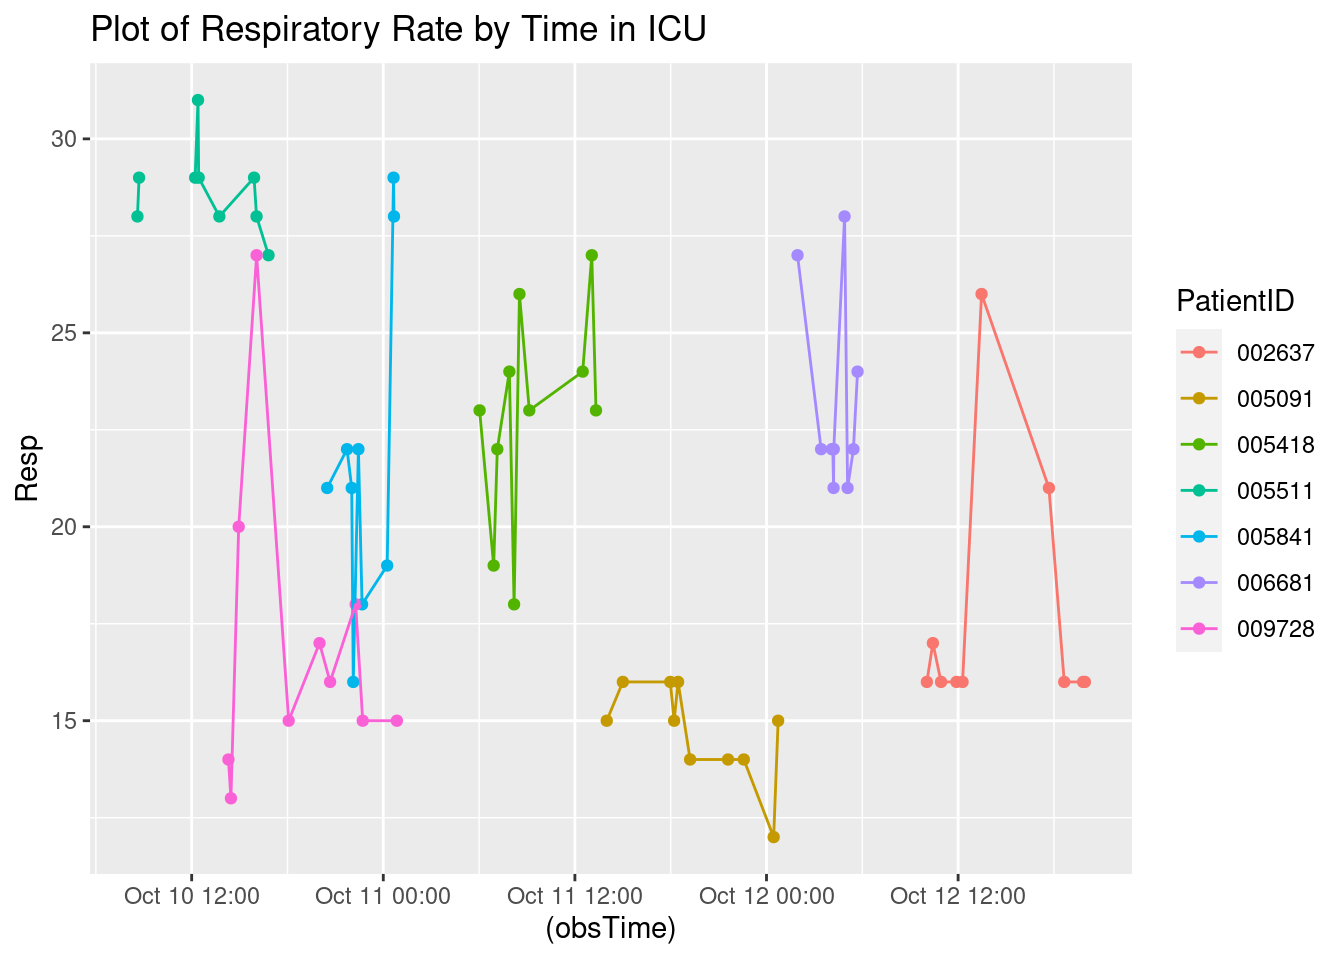 Plot of Respiratory Rate by Time in ICU
30
25
20
15
Resp
Oct 10 12:00
Oct 11 00:00
Oct 11 12:00
Oct 12 00:00
Oct 12 12:00
(obsTime)
PatientID
002637
005091
005418
005511
005841
006681
009728